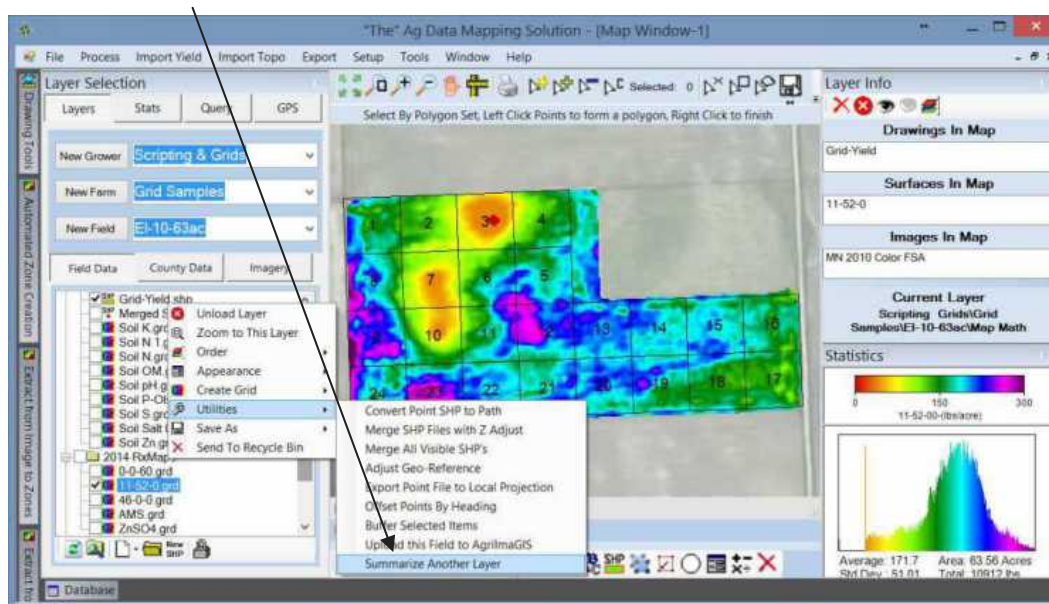 "The" Ag Data Mapping Solution - [Map Window-1]
File Process Import Yield Import Topo Export Setup Tools Window Help
Layer Selection
Layers Stats Query GPS
Selected: 0
Select By Polygon Set, Left Click Points to form a polygon, Right Click to finish
New Grower Scripting & Grids
New Farm Grid Samples
New Field EI-10-63ac
Field Data County Data Imagery
Grid-Yield.shp
Merged S
Soil K.grd
Soil N 1.g
Soil N.grd
Soil OM.g
Soil pH.g
Soil P-Ol
Soil S.gr
Soil Salt
Soil Zn.gr
2014 RxMap
0-0-60.grd
11-52-0.grd
46-0-0.grd
AMS.grd
ZnSO4.grd
New SHP
Database
Drawing Tools
Automated Zone Creation
Extract from Image to Zones
Extract fro
Unload Layer
Zoom to This Layer
Order
Appearance
Create Grid
Utilities
Save As
Send To Recycle Bin
Convert Point SHP to Path
Merge SHP Files with Z Adjust
Merge All Visible SHP's
Adjust Geo-Reference
Export Point File to Local Projection
Offset Points By Heading
Buffer Selected Items
Upload this Field to AgriImaGIS
Summarize Another Layer
SHP
1 2 3 4
5 6 7
10 11 12 13 14 15 16
24 23 22 21 20 19 18 17
Layer Info
Drawings In Map
Grid-Yield
Surfaces In Map
11-52-0
Images In Map
MN 2010 Color FSA
Current Layer
Scripting Grids\Grid
Samples\EI-10-63ac\Map Math
Statistics
0 150 300
11-52-00-(lbs/acre)
Average: 171.7 Area: 63.56 Acres
Std Dev: 51.01 Total: 10912 lbs